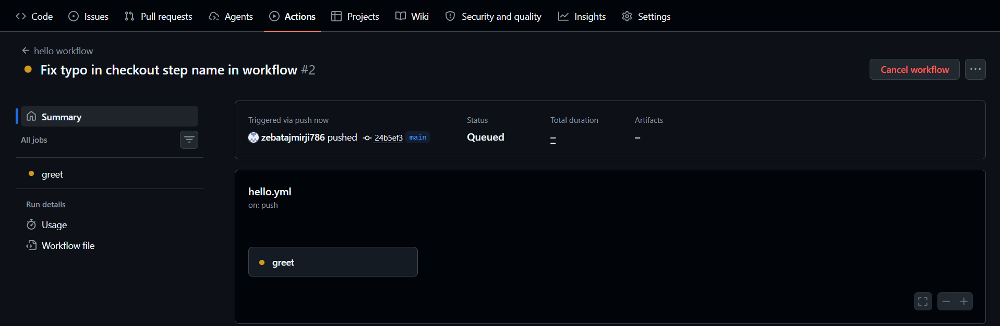 Code Issues Pull requests Agents Actions Projects Wiki Security and quality Insights Settings
hello workflow
Fix typo in checkout step name in workflow #2
Cancel workflow
Summary
All jobs
greet
Run details
Usage
Workflow file
Triggered via push now
zebatajmirji786 pushed 24b5ef3 main
Status
Queued
Total duration
–
Artifacts
–
hello.yml
on: push
greet